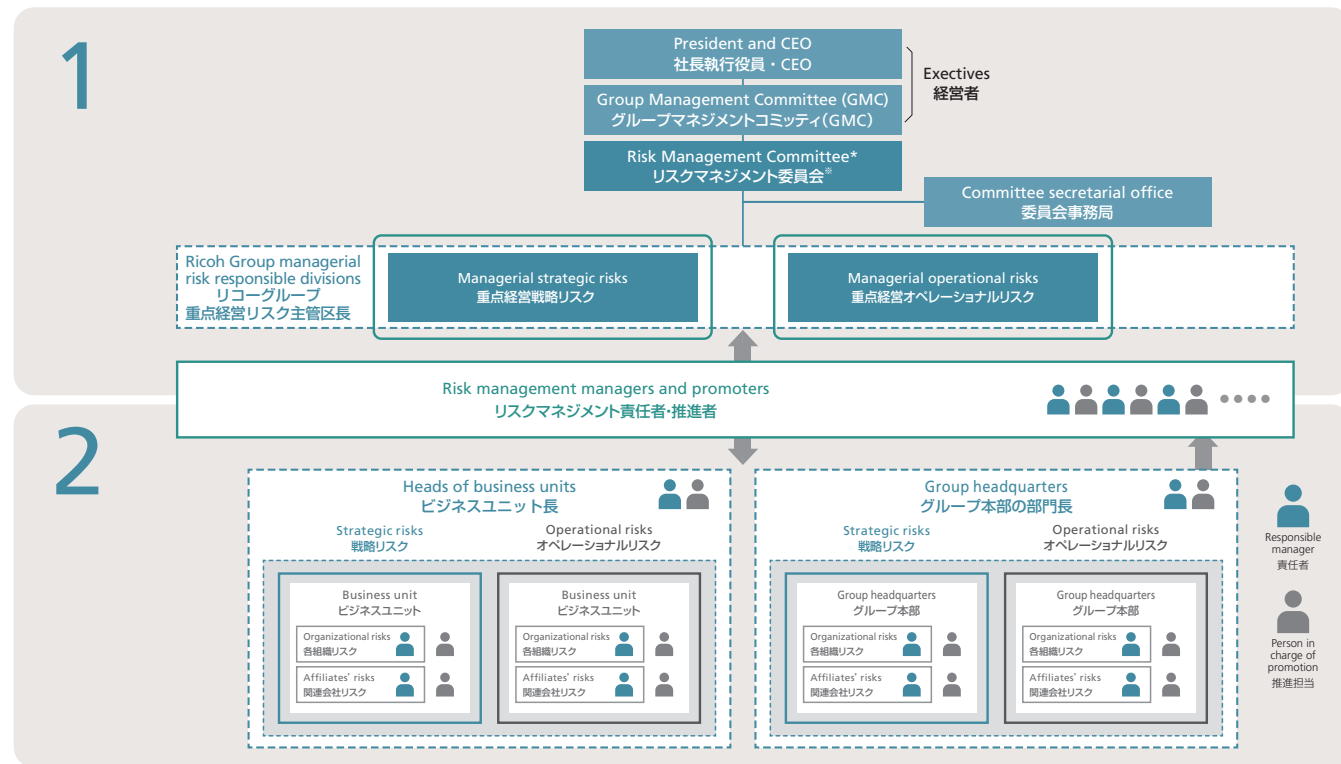 1
President and CEO
社長執行役員・CEO
Exectives
経営者
Group Management Committee (GMC)
グループマネジメントコミッティ(GMC)
Risk Management Committee*
リスクマネジメント委員会※
Committee secretarial office
委員会事務局
Ricoh Group managerial
risk responsible divisions
リコーグループ
重点経営リスク主管区長
Managerial strategic risks
重点経営戦略リスク
Managerial operational risks
重点経営オペレーショナルリスク
Risk management managers and promoters
リスクマネジメント責任者・推進者
2
Heads of business units
ビジネスユニット長
Strategic risks
戦略リスク
Operational risks
オペレーショナルリスク
Business unit
ビジネスユニット
Organizational risks
各組織リスク
Affiliates' risks
関連会社リスク
Business unit
ビジネスユニット
Organizational risks
各組織リスク
Affiliates' risks
関連会社リスク
Group headquarters
グループ本部の部門長
Strategic risks
戦略リスク
Operational risks
オペレーショナルリスク
Group headquarters
グループ本部
Organizational risks
各組織リスク
Affiliates' risks
関連会社リスク
Group headquarters
グループ本部
Organizational risks
各組織リスク
Affiliates' risks
関連会社リスク
Responsible
manager
責任者
Person in
charge of
promotion
推進担当